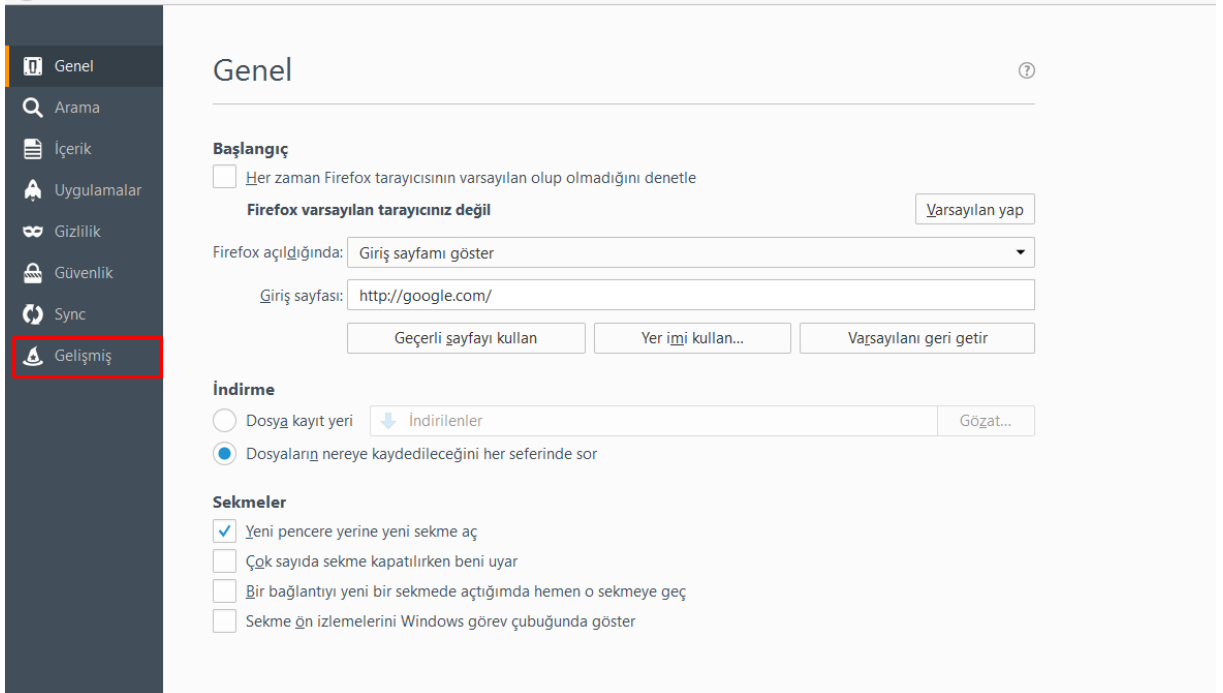 Genel
Arama
İçerik
Uygulamalar
Gizlilik
Güvenlik
Sync
Gelişmiş
Genel
?
Başlangıç
Her zaman Firefox tarayıcısının varsayılan olup olmadığını denetle
Firefox varsayılan tarayıcınız değil
Varsayılan yap
Firefox açıldığında: Giriş sayfamı göster
Giriş sayfası: http://google.com/
Geçerli sayfayı kullan Yer imi kullan... Varsayılanı geri getir
İndirme
Dosya kayıt yeri İndirilenler Gözat...
Dosyaların nereye kaydedileceğini her seferinde sor
Sekmeler
Yeni pencere yerine yeni sekme aç
Çok sayıda sekme kapatılırken beni uyar
Bir bağlantıyı yeni bir sekmede açtığımda hemen o sekmeye geç
Sekme ön izlemelerini Windows görev çubuğunda göster